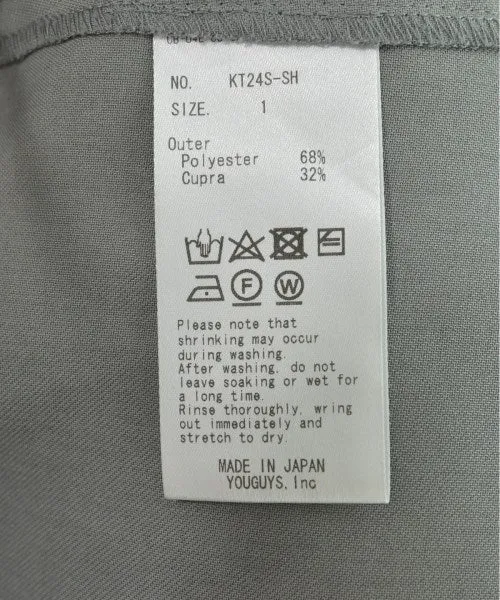 NO. KT24S-SH
SIZE. 1
Outer
Polyester 68%
Cupra 32%
F W
Please note that
shrinking may occur
during washing.
After washing, do not
leave soaking or wet for
a long time.
Rinse thoroughly, wring
out immediately and
stretch to dry.
MADE IN JAPAN
YOUGUYS, Inc